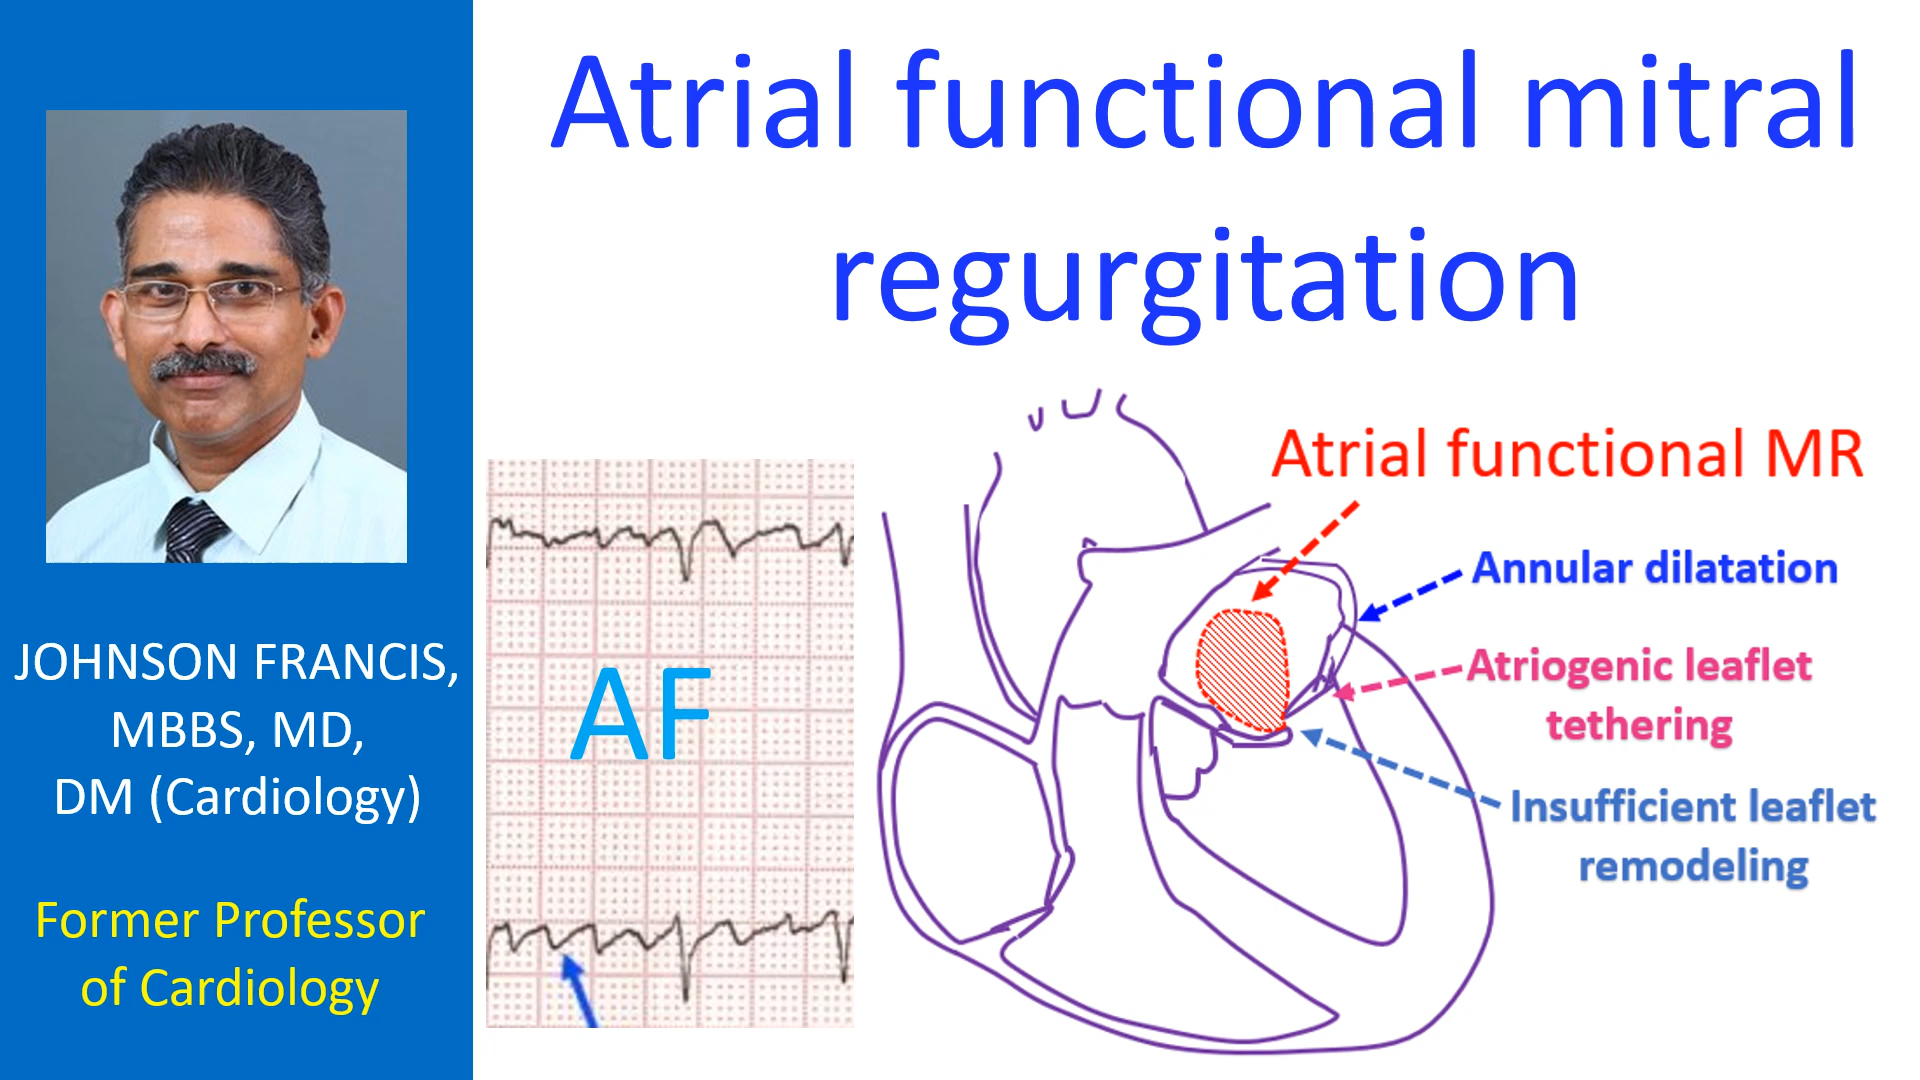 Atrial functional mitral
regurgitation
JOHNSON FRANCIS,
MBBS, MD,
DM (Cardiology)
Former Professor
of Cardiology
AF
Atrial functional MR
Annular dilatation
Atriogenic leaflet
tethering
Insufficient leaflet
remodeling